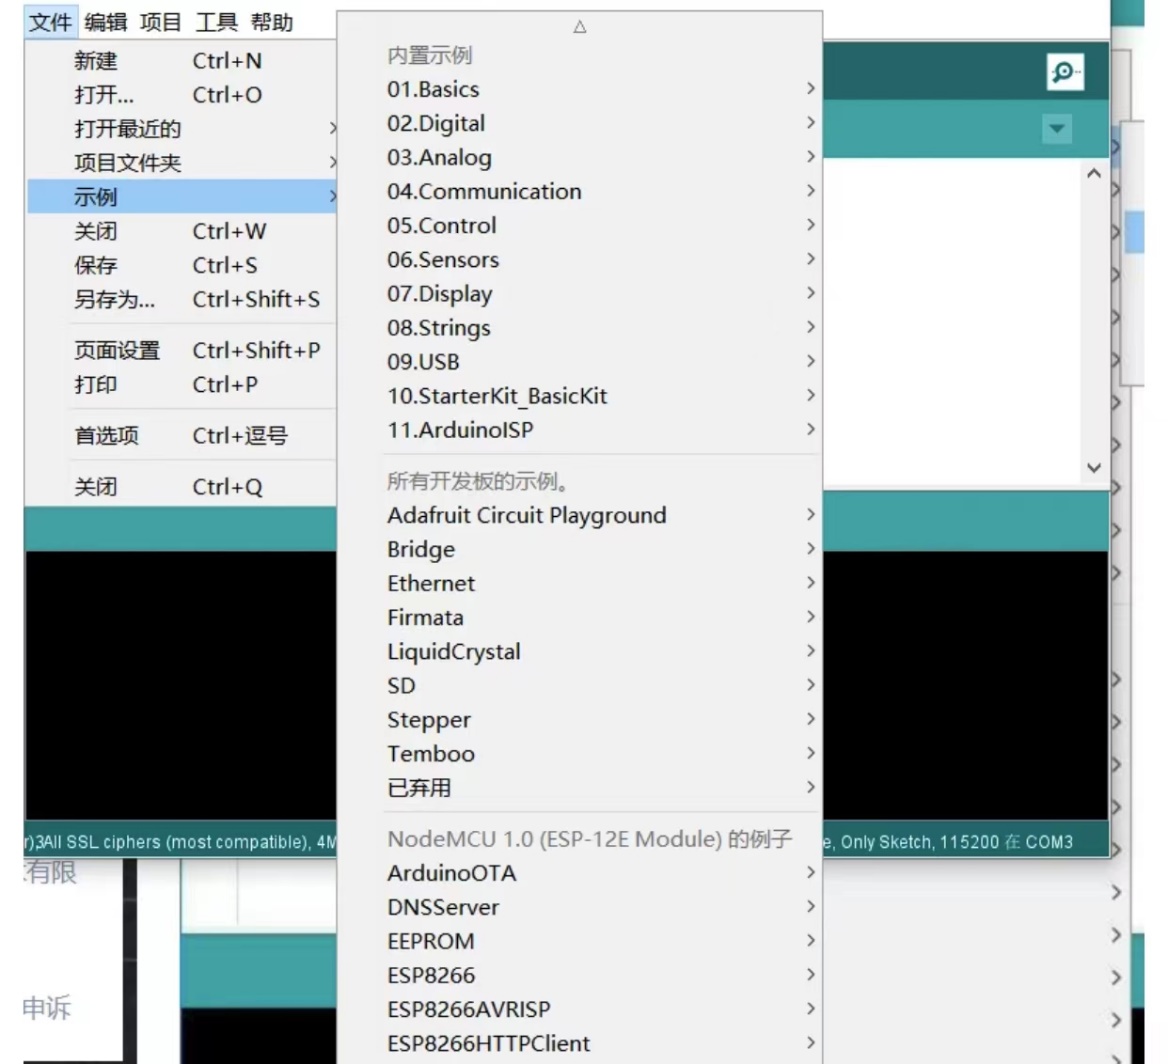 文件 编辑 项目 工具 帮助
新建 Ctrl+N
打开... Ctrl+O
打开最近的
项目文件夹
示例
关闭 Ctrl+W
保存 Ctrl+S
另存为... Ctrl+Shift+S
页面设置 Ctrl+Shift+P
打印 Ctrl+P
首选项 Ctrl+逗号
关闭 Ctrl+Q
内置示例
01.Basics
02.Digital
03.Analog
04.Communication
05.Control
06.Sensors
07.Display
08.Strings
09.USB
10.StarterKit_BasicKit
11.ArduinoISP
所有开发板的示例。
Adafruit Circuit Playground
Bridge
Ethernet
Firmata
LiquidCrystal
SD
Stepper
Temboo
已弃用
NodeMCU 1.0 (ESP-12E Module) 的例子
ArduinoOTA
DNSServer
EEPROM
ESP8266
ESP8266AVRISP
ESP8266HTTPClient
r)3All SSL ciphers (most compatible), 4M
e, Only Sketch, 115200 在 COM3
有限
申诉